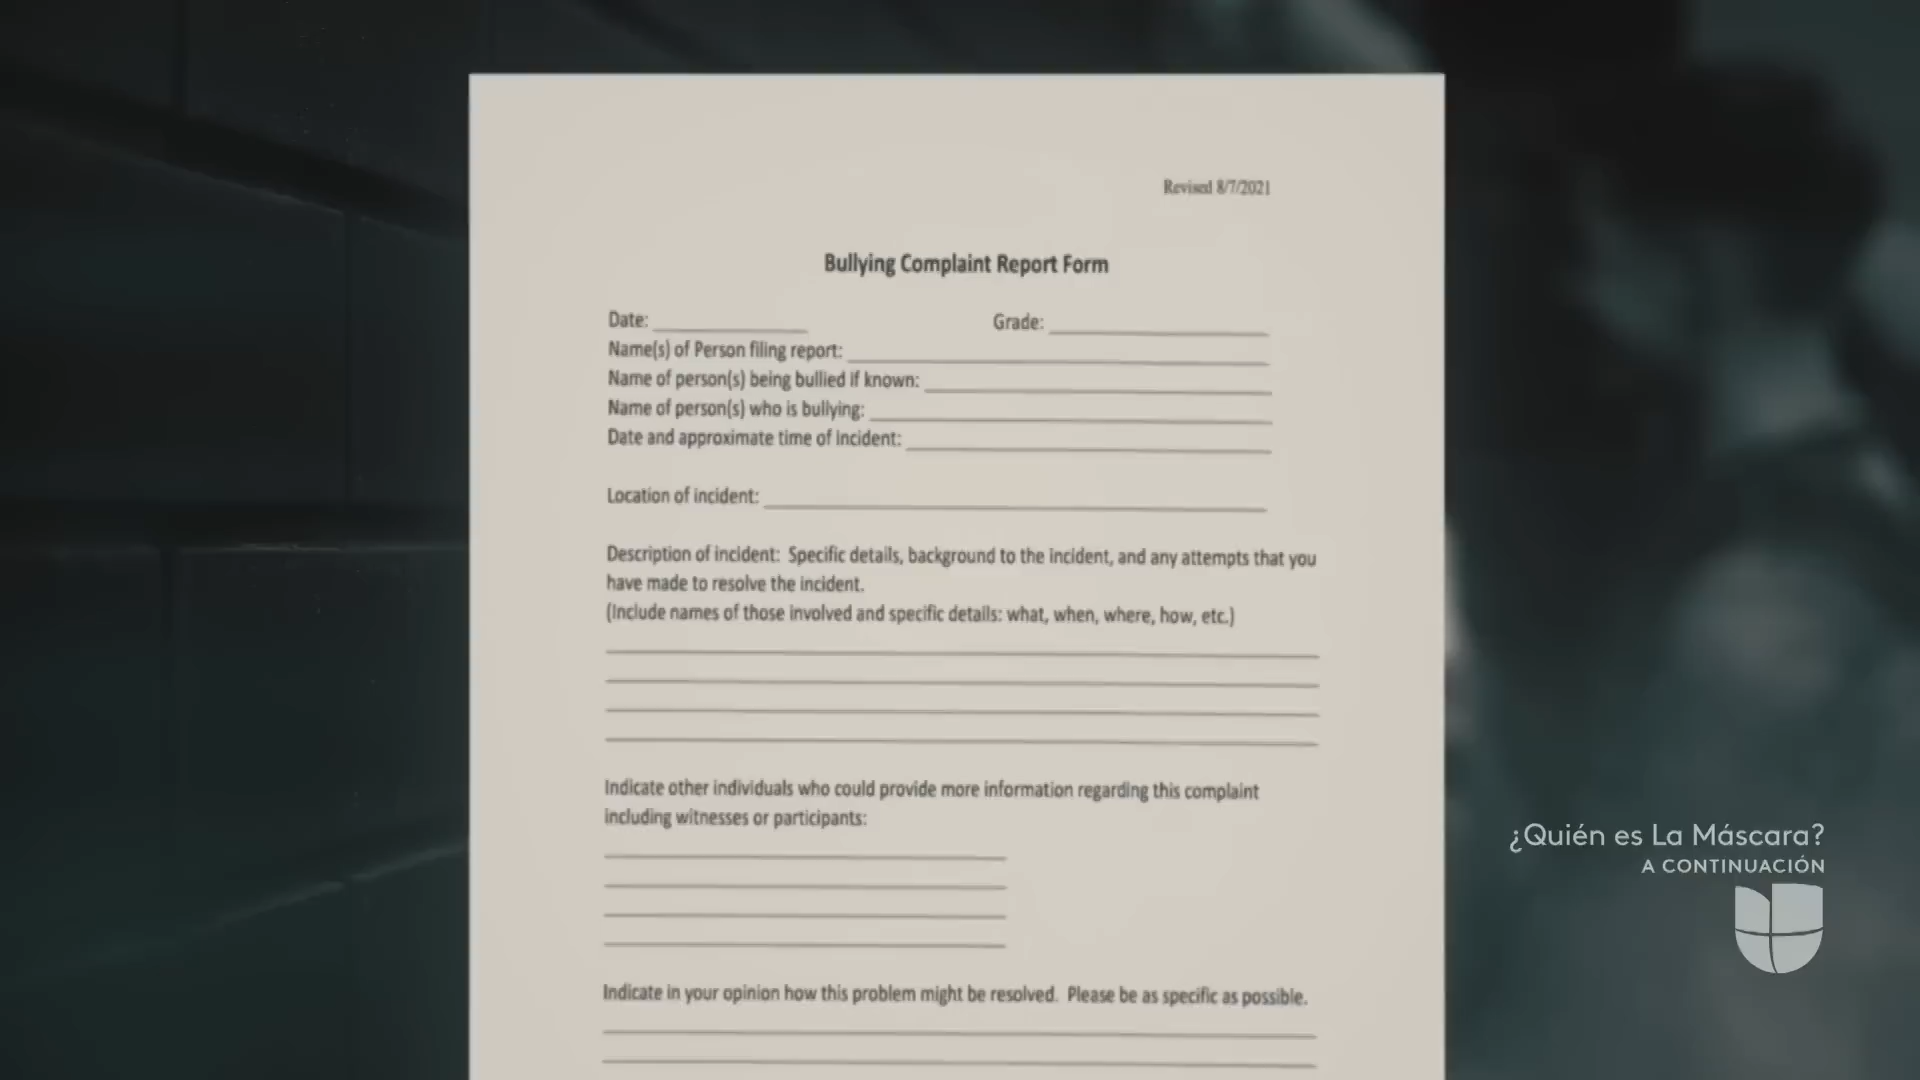 Revised 8/7/2021
Bullying Complaint Report Form
Date: Grade:
Name(s) of Person filing report:
Name of person(s) being bullied if known:
Name of person(s) who is bullying:
Date and approximate time of Incident:
Location of incident:
Description of incident: Specific details, background to the incident, and any attempts that you
have made to resolve the incident.
(Include names of those involved and specific details: what, when, where, how, etc.)
Indicate other individuals who could provide more information regarding this complaint
including witnesses or participants:
Indicate in your opinion how this problem might be resolved. Please be as specific as possible.
¿Quién es La Máscara?
A CONTINUACIÓN